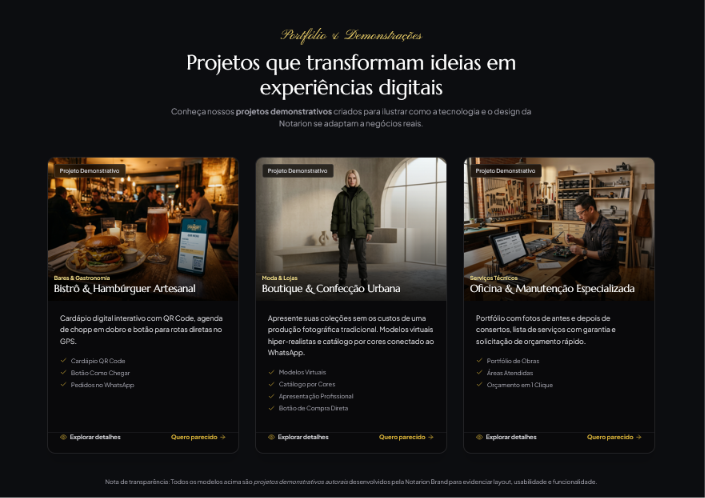 Portfólio & Demonstrações
Projetos que transformam ideias em
experiências digitais
Conheça nossos projetos demonstrativos criados para ilustrar como a tecnologia e o design da
Notarion se adaptam a negócios reais.
Projeto Demonstrativo
Bares & Gastronomia
Bistrô & Hambúrguer Artesanal
Cardápio digital interativo com QR Code, agenda
de chopp em dobro e botão para rotas diretas no
GPS.
Cardápio QR Code
Botão Como Chegar
Pedidos no WhatsApp
Explorar detalhes
Quero parecido →
Projeto Demonstrativo
Moda & Lojas
Boutique & Confecção Urbana
Apresente suas coleções sem os custos de uma
produção fotográfica tradicional. Modelos virtuais
hiper-realistas e catálogo por cores conectado ao
WhatsApp.
Modelos Virtuais
Catálogo por Cores
Apresentação Profissional
Botão de Compra Direta
Explorar detalhes
Quero parecido →
Projeto Demonstrativo
Serviços Técnicos
Oficina & Manutenção Especializada
Portfólio com fotos de antes e depois de
consertos, lista de serviços com garantia e
solicitação de orçamento rápido.
Portfólio de Obras
Áreas Atendidas
Orçamento em 1 Clique
Explorar detalhes
Quero parecido →
Nota de transparência: Todos os modelos acima são projetos demonstrativos autorais desenvolvidos pela Notarion Brand para evidenciar layout, usabilidade e funcionalidade.